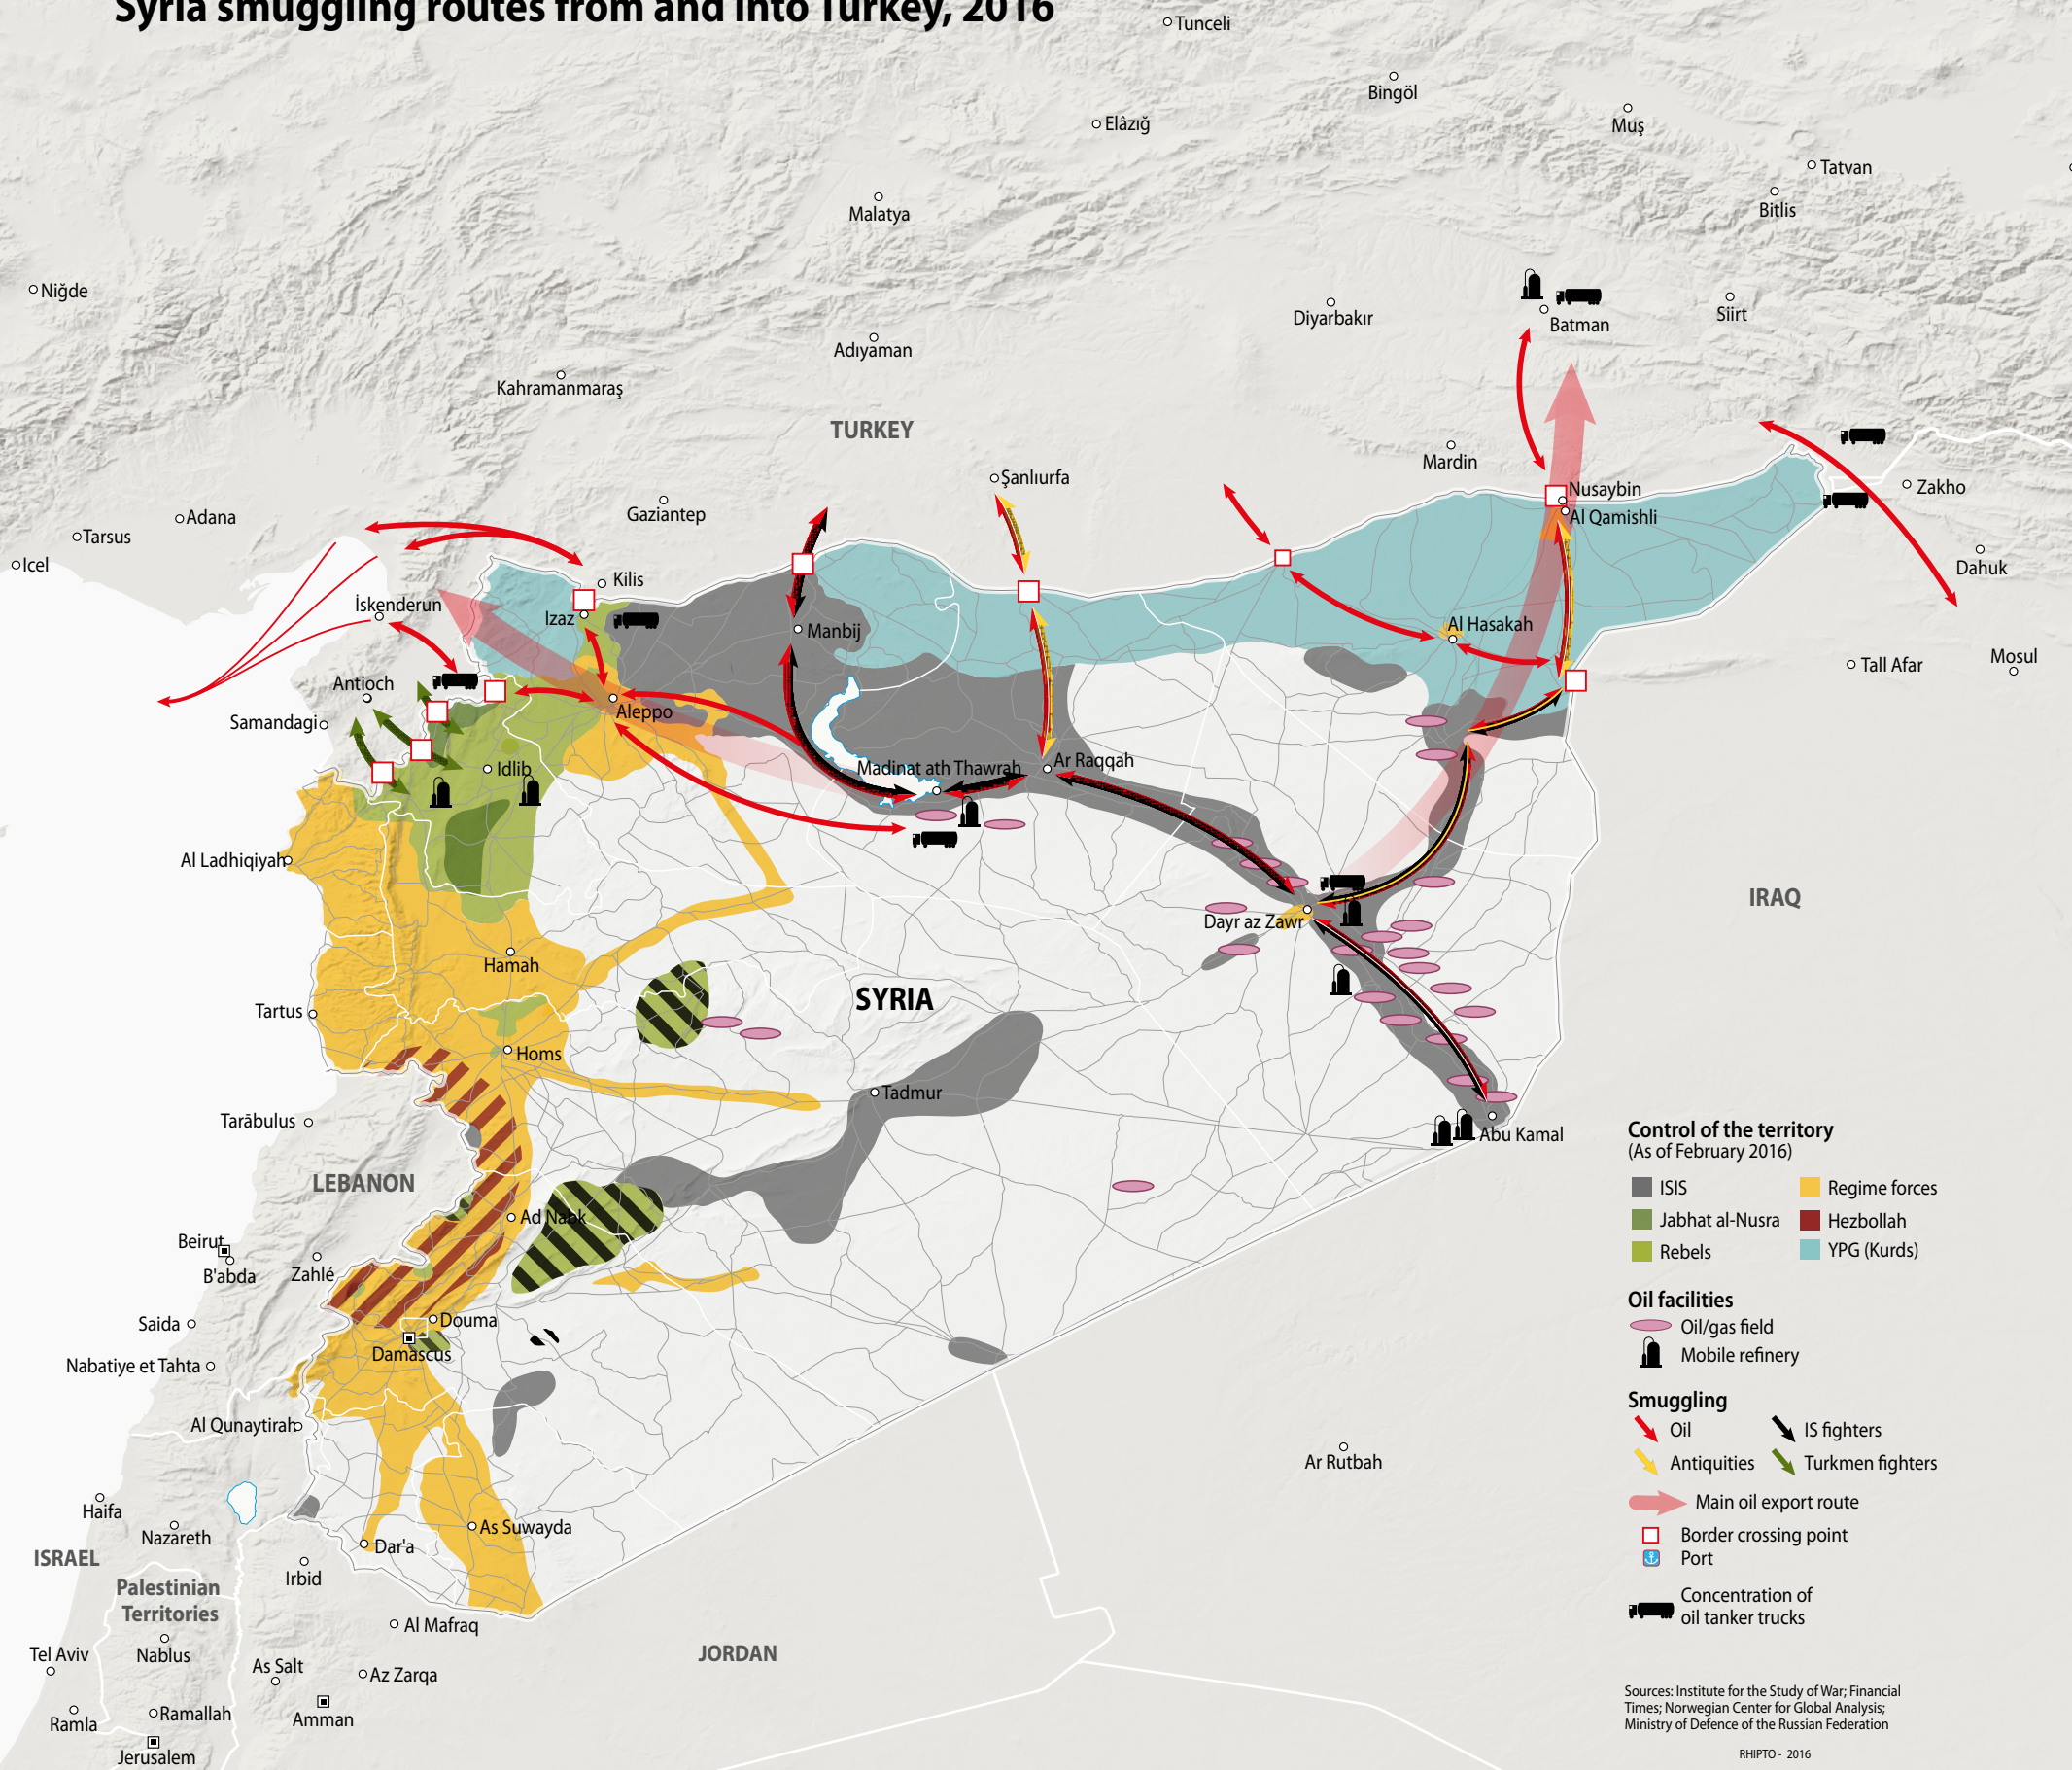 Syria smuggling routes from and into Turkey, 2016
Tunceli
Bingöl
Elâzığ
Muş
Tatvan
Bitlis
Malatya
Niğde
Diyarbakır
Batman
Siirt
Adıyaman
Kahramanmaraş
TURKEY
Mardin
Şanlıurfa
Nusaybin
Zakho
Gaziantep
Adana
Al Qamishli
Tarsus
Icel
Dahuk
Kilis
İskenderun
Izaz
Manbij
Al Hasakah
Mosul
Tall Afar
Antioch
Aleppo
Samandagi
Idlib
Madinat ath Thawrah
Ar Raqqah
Al Ladhiqiyah
IRAQ
Dayr az Zawr
Hamah
SYRIA
Tartus
Homs
Tadmur
Tarābulus
Abu Kamal
LEBANON
Ad Nabk
Beirut
B'abda
Zahlé
Saida
Douma
Damascus
Nabatiye et Tahta
Al Qunaytirah
Ar Rutbah
Haifa
Nazareth
As Suwayda
Dar'a
ISRAEL
Irbid
Palestinian
Territories
Al Mafraq
Nablus
JORDAN
Tel Aviv
As Salt
Az Zarqa
Ramla
Ramallah
Amman
Jerusalem
Control of the territory
(As of February 2016)
ISIS
Regime forces
Jabhat al-Nusra
Hezbollah
Rebels
YPG (Kurds)
Oil facilities
Oil/gas field
Mobile refinery
Smuggling
Oil
IS fighters
Antiquities
Turkmen fighters
Main oil export route
Border crossing point
Port
Concentration of
oil tanker trucks
Sources: Institute for the Study of War; Financial
Times; Norwegian Center for Global Analysis;
Ministry of Defence of the Russian Federation
RHIPTO - 2016